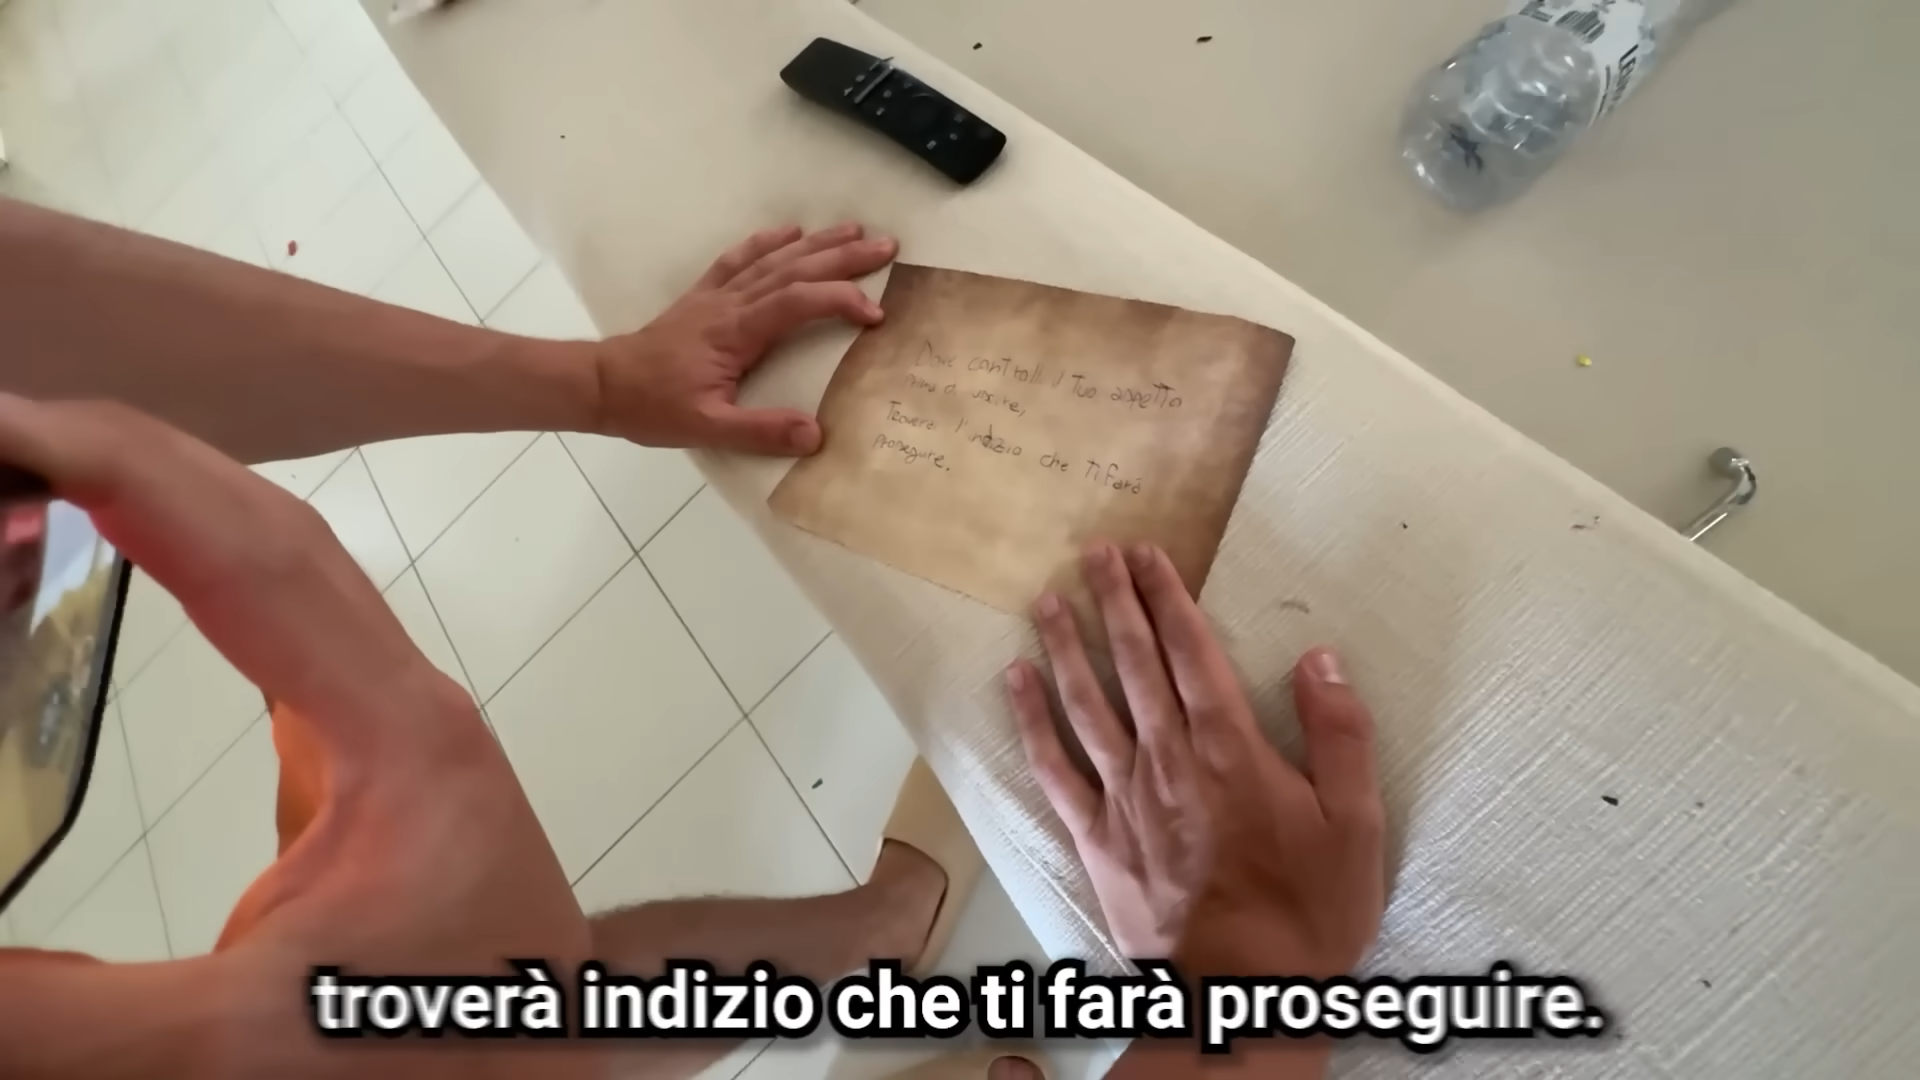 Dove controlli il Tuo aspetto
prima di uscire,
Troverai l'indizio che Ti farà
proseguire.
troverà indizio che ti farà proseguire.